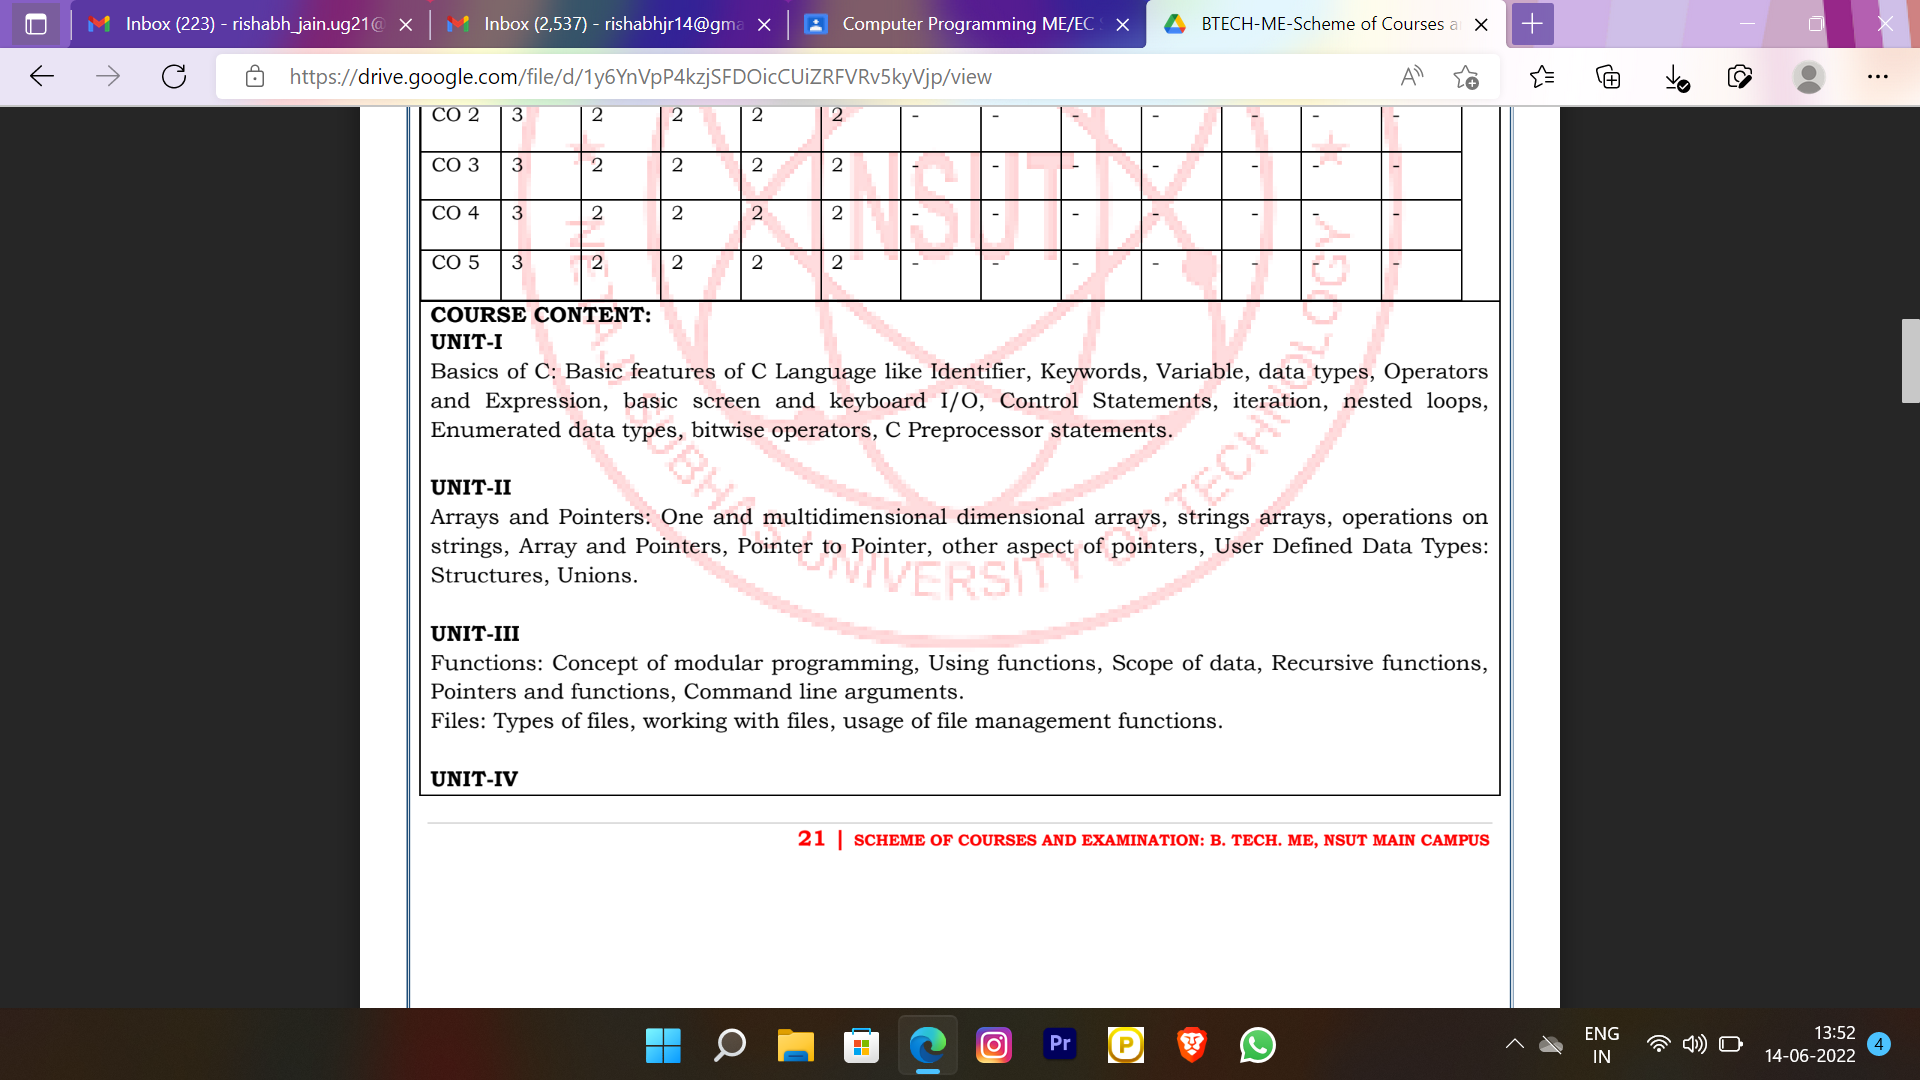 Inbox (223) - rishabh_jain.ug21@
Inbox (2,537) - rishabhjr14@gma
Computer Programming ME/EC
BTECH-ME-Scheme of Courses a
https://drive.google.com/file/d/1y6YnVpP4kzjSFDOicCUiZRFVRv5kyVjp/view
CO 2 3 2 2 2 2 - - - - - - -
CO 3 3 2 2 2 2 - - - - - - -
CO 4 3 2 2 2 2 - - - - - - -
CO 5 3 2 2 2 2 - - - - - - -
NSUT
NETAJI SUBHAS UNIVERSITY OF TECHNOLOGY
COURSE CONTENT:
UNIT-I
Basics of C: Basic features of C Language like Identifier, Keywords, Variable, data types, Operators
and Expression, basic screen and keyboard I/O, Control Statements, iteration, nested loops,
Enumerated data types, bitwise operators, C Preprocessor statements.
UNIT-II
Arrays and Pointers: One and multidimensional dimensional arrays, strings arrays, operations on
strings, Array and Pointers, Pointer to Pointer, other aspect of pointers, User Defined Data Types:
Structures, Unions.
UNIT-III
Functions: Concept of modular programming, Using functions, Scope of data, Recursive functions,
Pointers and functions, Command line arguments.
Files: Types of files, working with files, usage of file management functions.
UNIT-IV
21 | SCHEME OF COURSES AND EXAMINATION: B. TECH. ME, NSUT MAIN CAMPUS
Pr
P
ENG
IN
13:52
14-06-2022
4